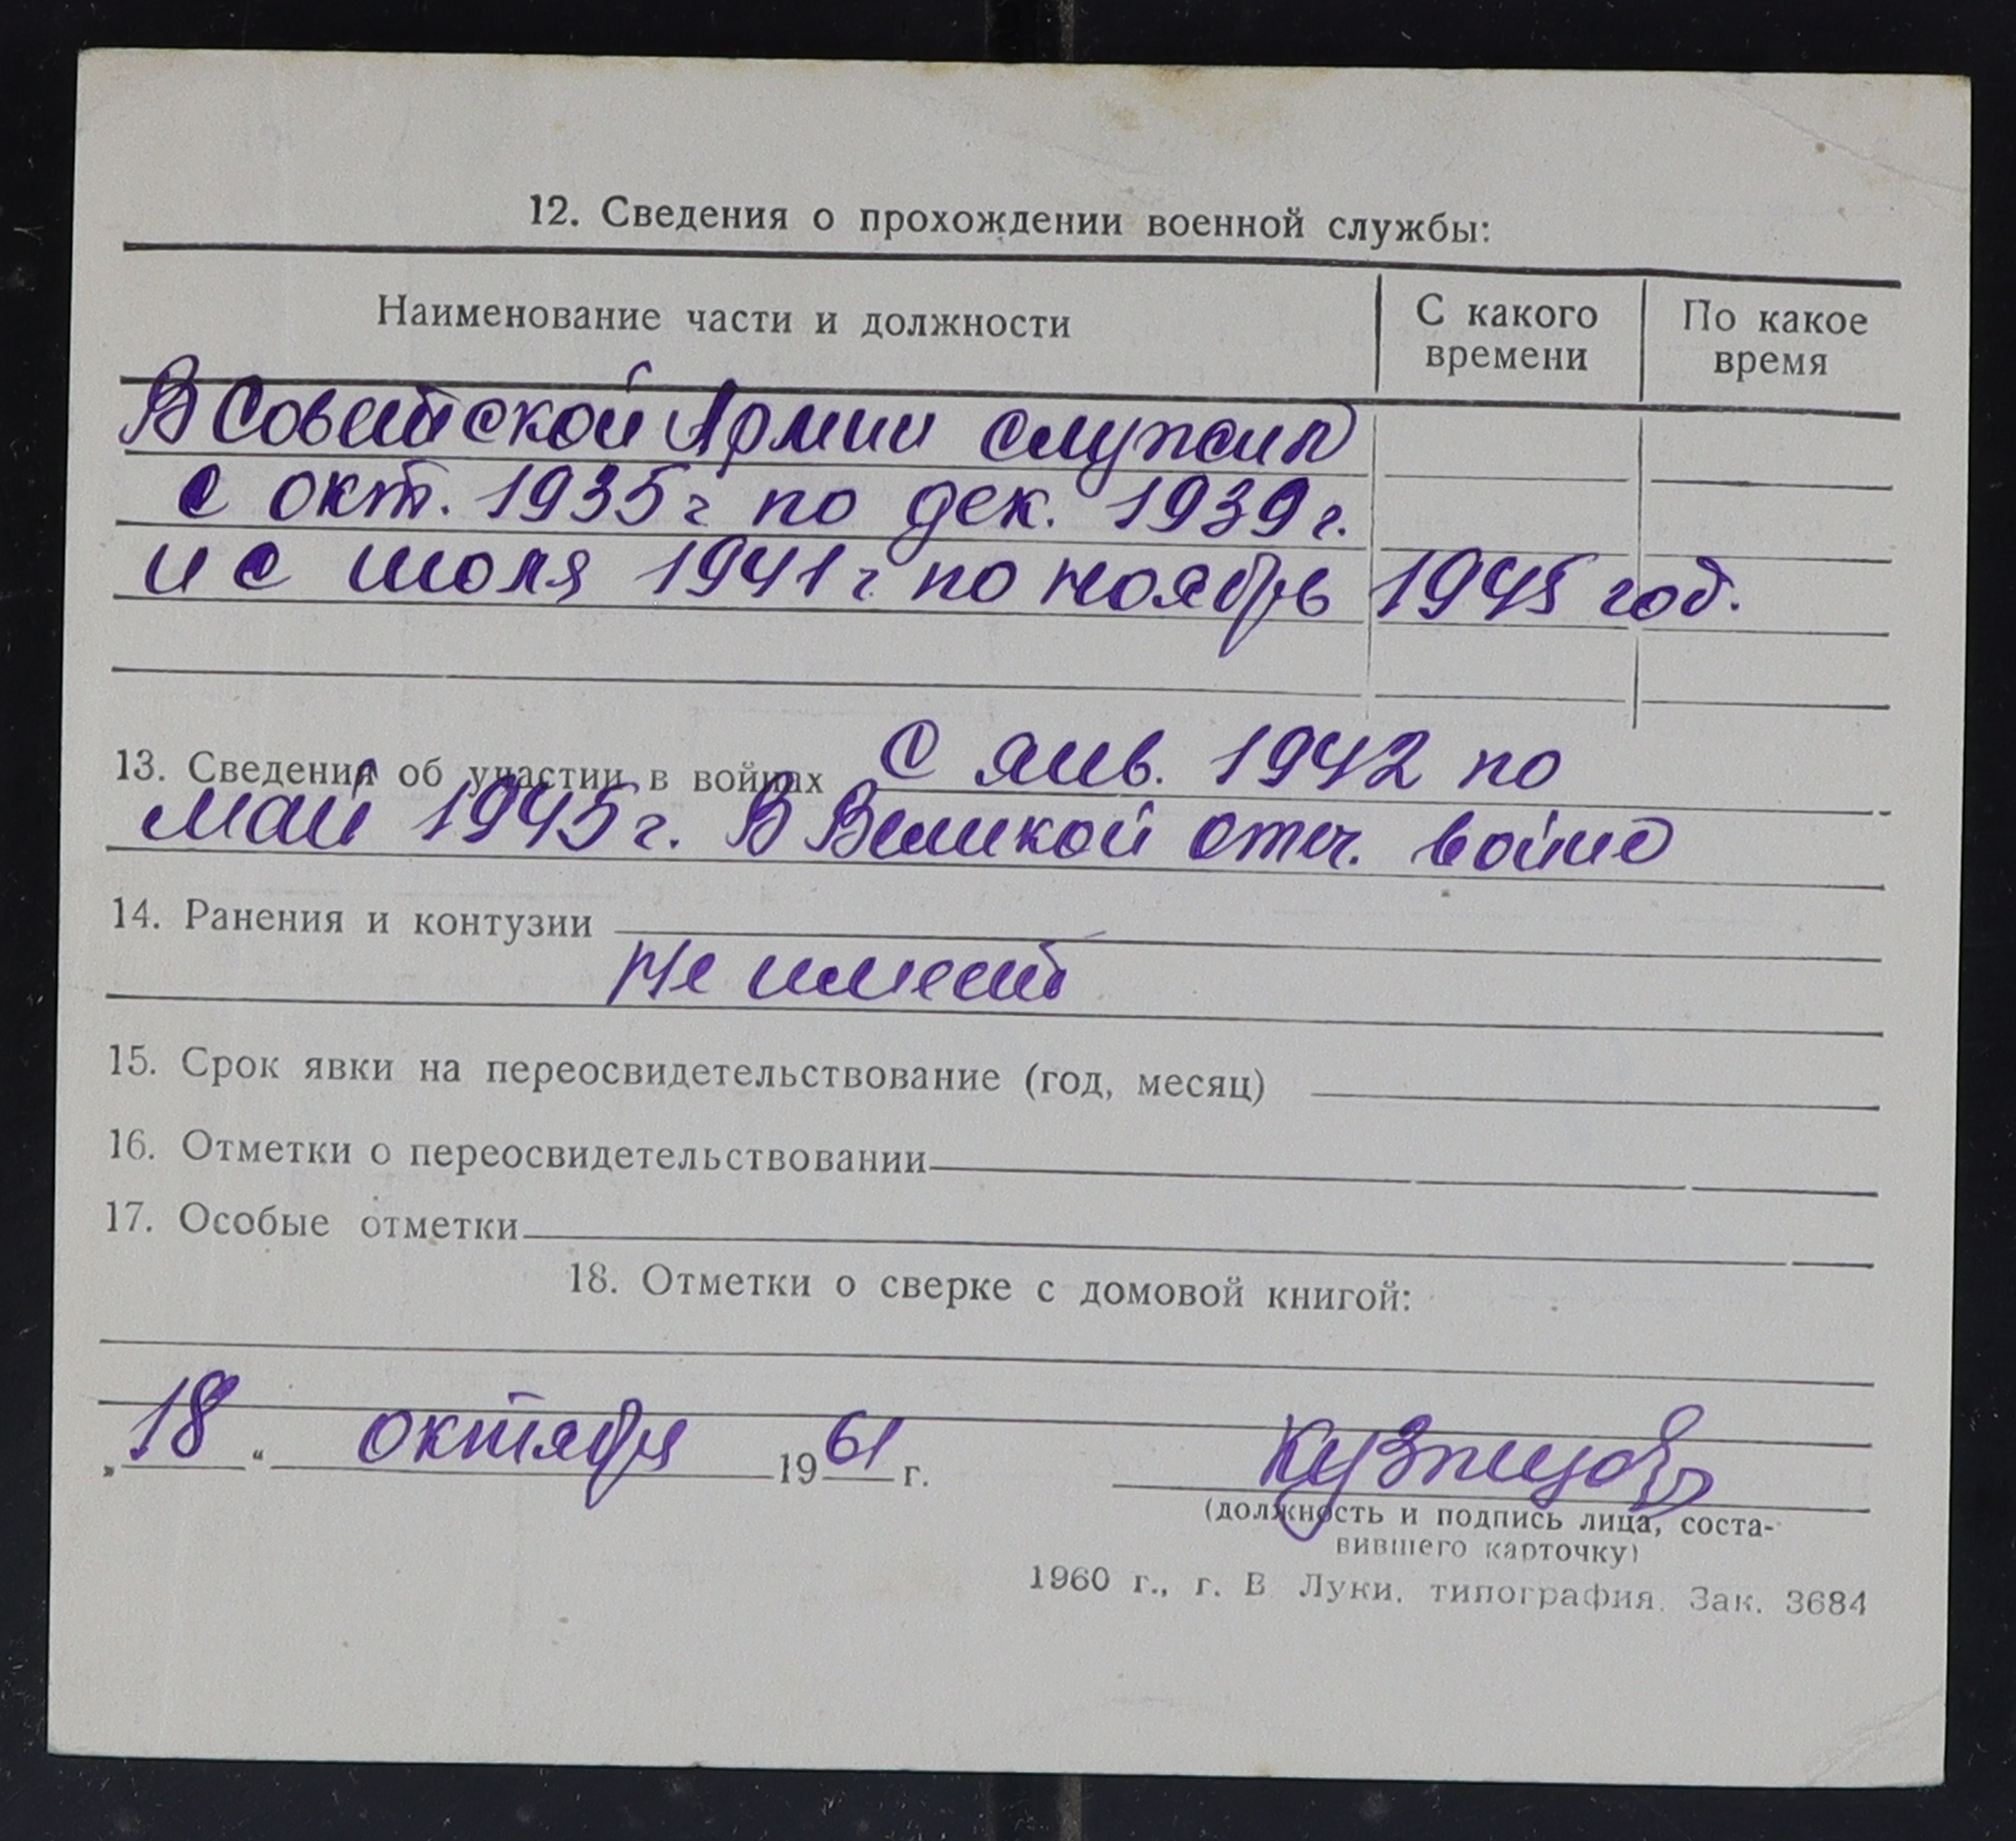 12. Сведения о прохождении военной службы:
Наименование части и должности
С какого времени
По какое время
В Советской Армии служил
с окт. 1935 г по дек. 1939 г.
и с июля 1941 г. по ноябрь 1945 год.
13. Сведения об участии в войнах С янв. 1942 по
май 1945 г. В Великой отеч. войне
14. Ранения и контузии
Не имеет
15. Срок явки на переосвидетельствование (год, месяц)
16. Отметки о переосвидетельствовании
17. Особые отметки
18. Отметки о сверке с домовой книгой:
„18“ октября 1961 г. Кузнецов
(должность и подпись лица, соста-
вившего карточку)
1960 г., г. В Луки, типография. Зак. 3684